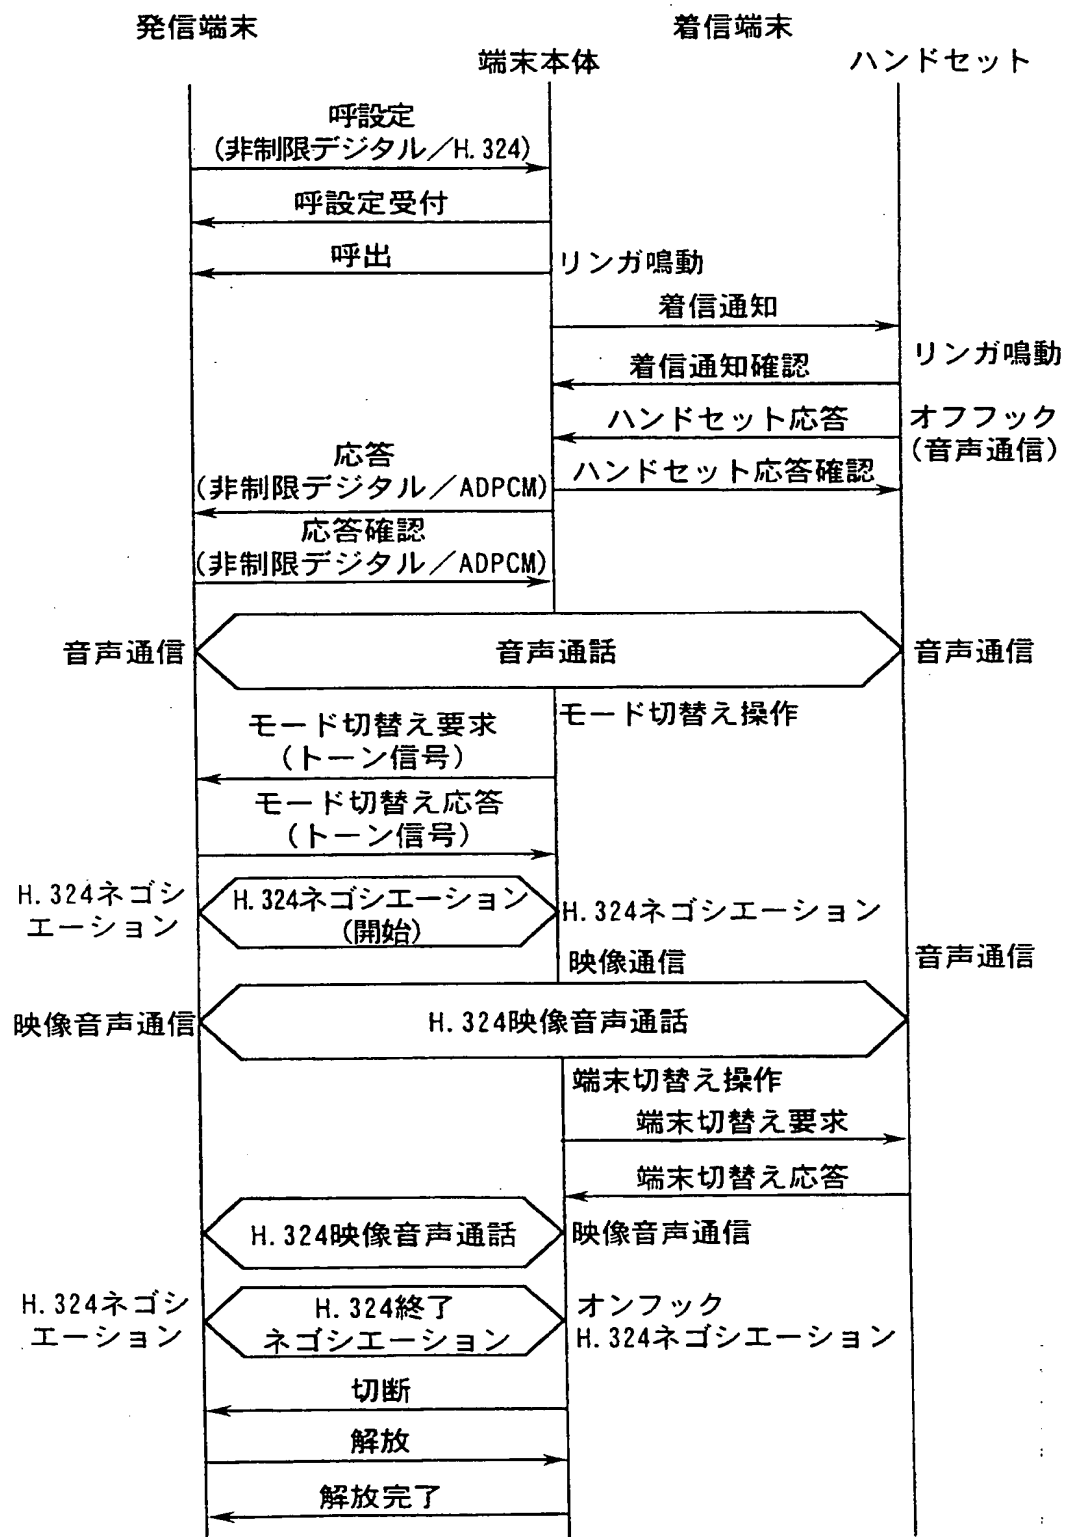 発信端末
着信端末
端末本体
ハンドセット
呼設定
(非制限デジタル／H.324)
呼設定受付
呼出
リンガ鳴動
着信通知
リンガ鳴動
着信通知確認
ハンドセット応答
オフフック
(音声通信)
応答
(非制限デジタル／ADPCM)
ハンドセット応答確認
応答確認
(非制限デジタル／ADPCM)
音声通信
音声通話
音声通信
モード切替え操作
モード切替え要求
(トーン信号)
モード切替え応答
(トーン信号)
H.324ネゴシ
エーション
H.324ネゴシエーション
(開始)
H.324ネゴシエーション
映像通信
音声通信
映像音声通信
H.324映像音声通話
端末切替え操作
端末切替え要求
端末切替え応答
H.324映像音声通話
映像音声通信
H.324ネゴシ
エーション
H.324終了
ネゴシエーション
オンフック
H.324ネゴシエーション
切断
解放
解放完了